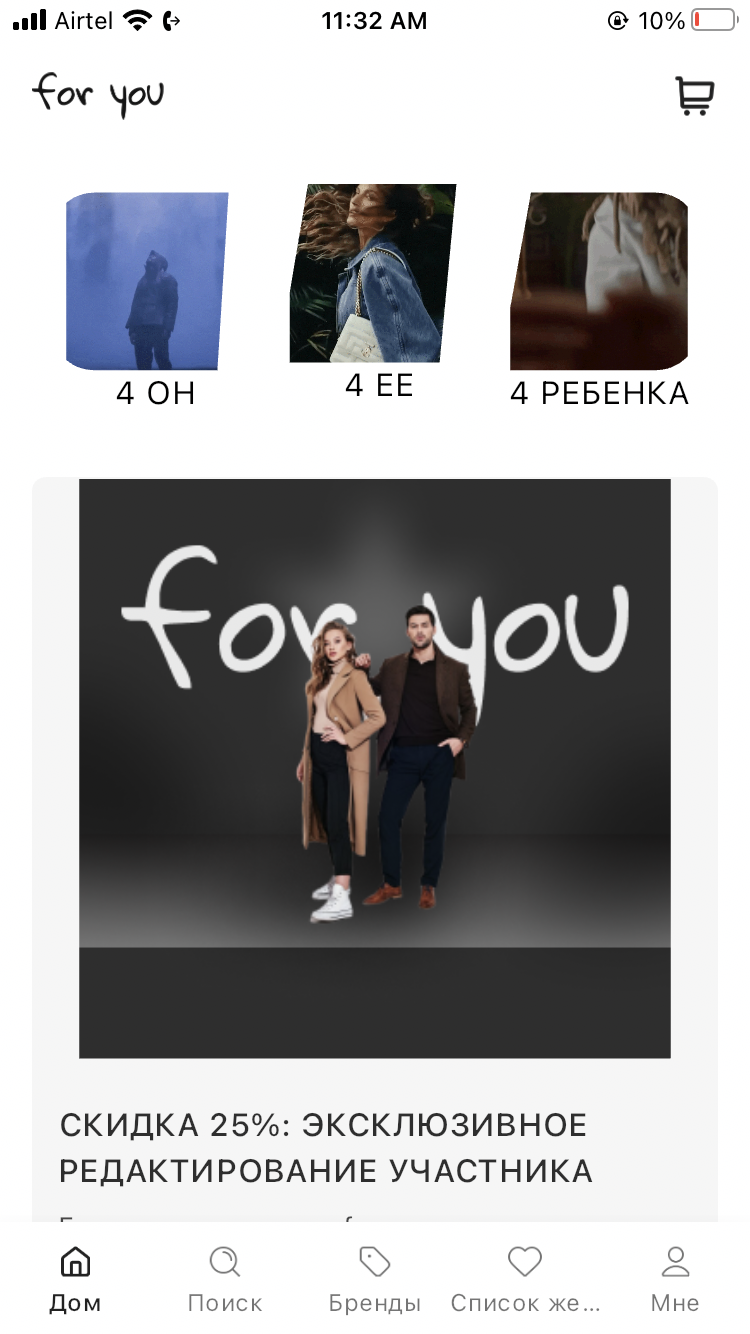 Airtel 11:32 AM 10%
for you
4 ОН
4 ЕЕ
4 РЕБЕНКА
for you
СКИДКА 25%: ЭКСКЛЮЗИВНОЕ
РЕДАКТИРОВАНИЕ УЧАСТНИКА
Дом Поиск Бренды Список же... Мне